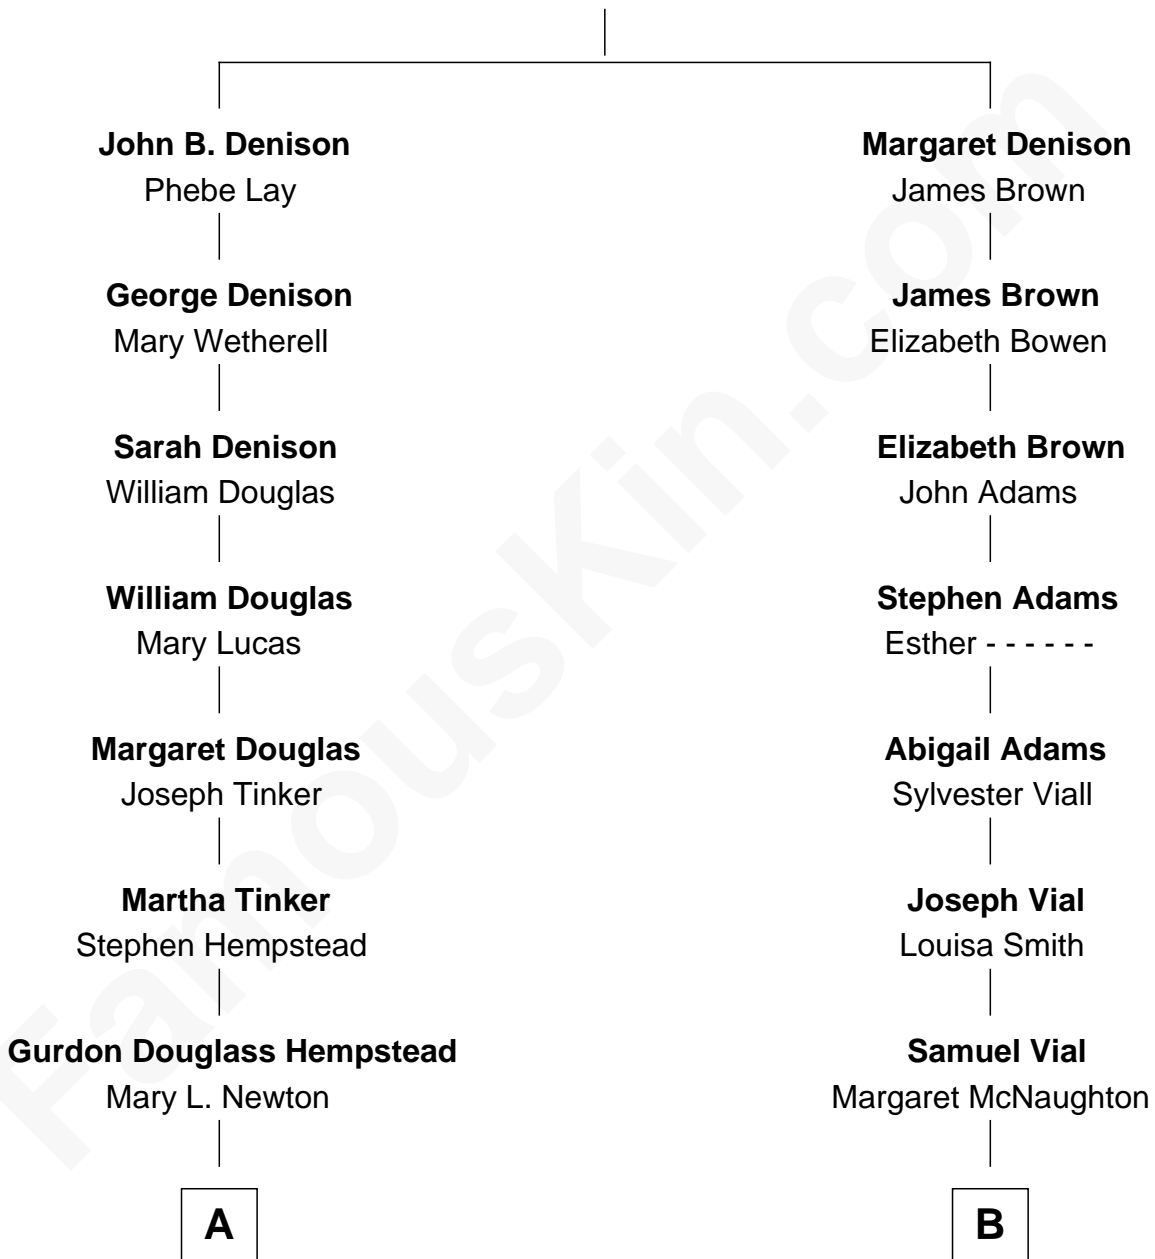 John B. Denison
Phebe Lay
George Denison
Mary Wetherell
Sarah Denison
William Douglas
William Douglas
Mary Lucas
Margaret Douglas
Joseph Tinker
Martha Tinker
Stephen Hempstead
Gurdon Douglass Hempstead
Mary L. Newton
A
Margaret Denison
James Brown
James Brown
Elizabeth Bowen
Elizabeth Brown
John Adams
Stephen Adams
Esther - - - - - -
Abigail Adams
Sylvester Viall
Joseph Vial
Louisa Smith
Samuel Vial
Margaret McNaughton
B
FamousKin.com